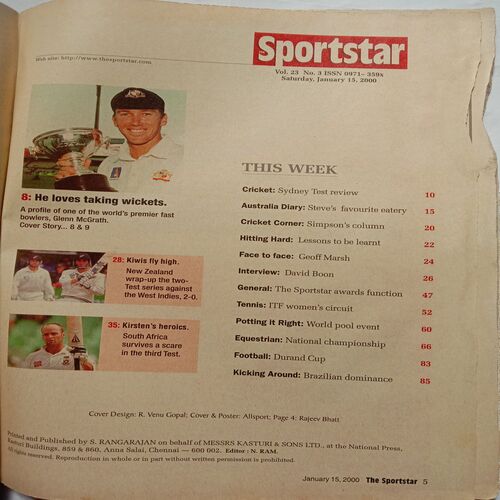 Web site: http://www.thesportstar.com
Sportstar
Vol. 23 No. 3 ISSN 0971– 359x
Saturday, January 15, 2000
8: He loves taking wickets.
A profile of one of the world's premier fast
bowlers, Glenn McGrath.
Cover Story... 8 & 9
28: Kiwis fly high.
New Zealand
wrap-up the two-
Test series against
the West Indies, 2-0.
35: Kirsten's heroics.
South Africa
survives a scare
in the third Test.
THIS WEEK
Cricket: Sydney Test review 10
Australia Diary: Steve's favourite eatery 15
Cricket Corner: Simpson's column 20
Hitting Hard: Lessons to be learnt 22
Face to face: Geoff Marsh 24
Interview: David Boon 26
General: The Sportstar awards function 47
Tennis: ITF women's circuit 52
Potting it Right: World pool event 60
Equestrian: National championship 66
Football: Durand Cup 83
Kicking Around: Brazilian dominance 85
Cover Design: R. Venu Gopal; Cover & Poster: Allsport; Page 4: Rajeev Bhatt
Printed and Published by S. RANGARAJAN on behalf of MESSRS KASTURI & SONS LTD., at the National Press,
Kasturi Buildings, 859 & 860, Anna Salai, Chennai — 600 002. Editor : N. RAM.
All rights reserved. Reproduction in whole or in part without written permission is prohibited.
January 15, 2000 The Sportstar 5